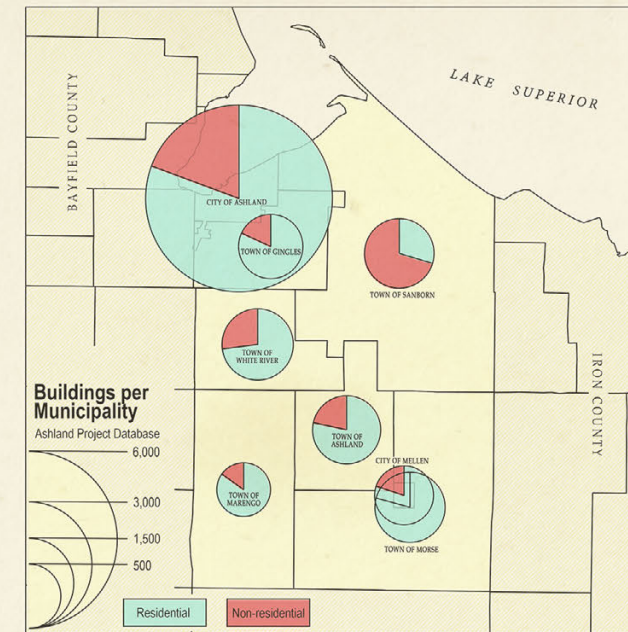 LAKE SUPERIOR
BAYFIELD COUNTY
CITY OF ASHLAND
TOWN OF GINGLES
TOWN OF SANBORN
TOWN OF
WHITE RIVER
IRON COUNTY
Buildings per
Municipality
Ashland Project Database
6,000
3,000
1,500
500
TOWN OF
ASHLAND
CITY OF MELLEN
TOWN OF
MARENGO
TOWN OF MORSE
Residential
Non-residential